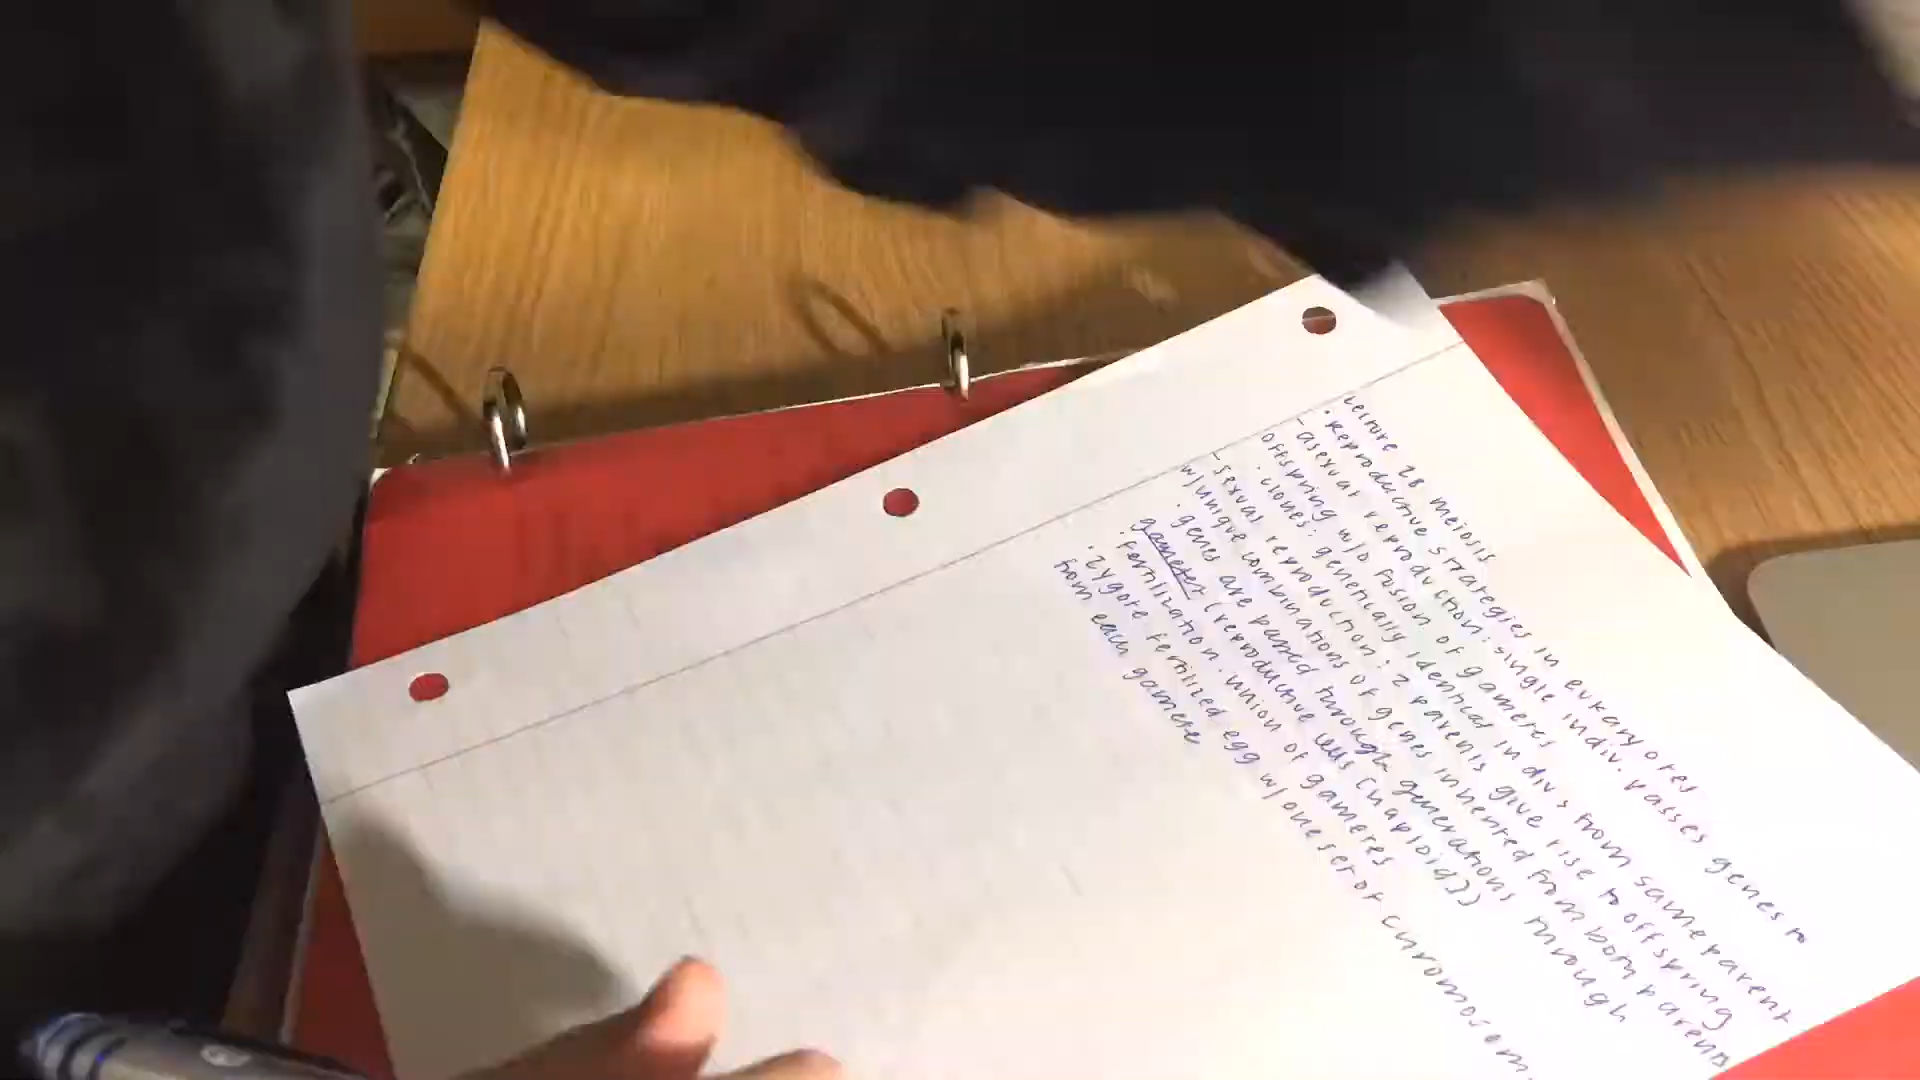 Lecture 28 meiosis
· Reproductive strategies in eukaryotes
- asexual reproduction: single indiv. passes genes to
offspring w/o fusion of gametes
· clones: genetically identical indiv's from same parent
- sexual reproduction: 2 parents give rise to offspring
w/unique combinations of genes inherited from both parents
· genes are passed through generations through
gametes (reproductive cells (haploid))
· fertilization: union of gametes
· zygote fertilized egg w/ one set of chromosom
from each gamete